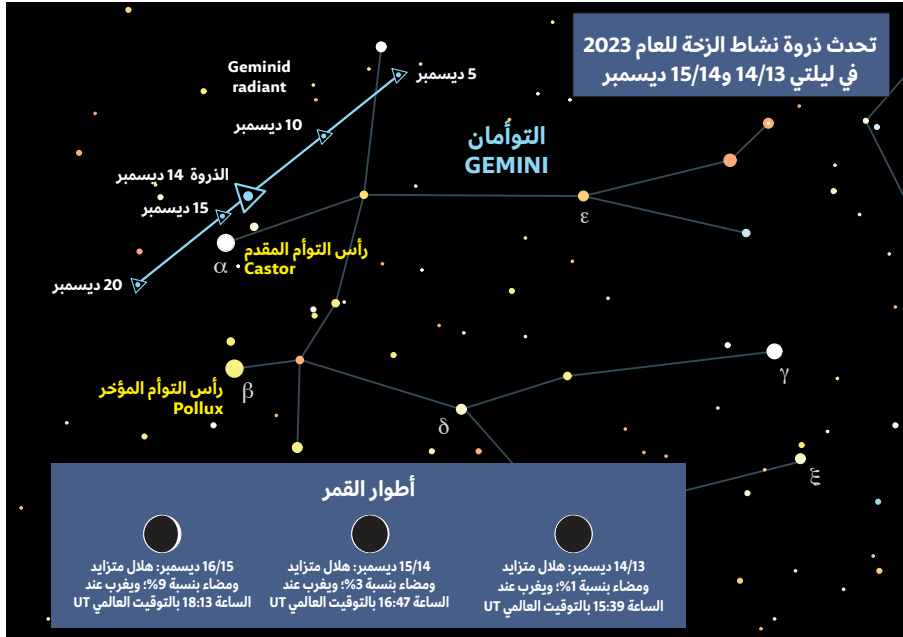 تحدث ذروة نشاط الزخة للعام 2023
في ليلتي 14/13 و15/14 ديسمبر
Geminid
radiant
5 ديسمبر
10 ديسمبر
الذروة 14 ديسمبر
15 ديسمبر
20 ديسمبر
التوأمان
GEMINI
ε
α
رأس التوأم المقدم
Castor
β
رأس التوأم المؤخر
Pollux
γ
δ
ξ
أطوار القمر
14/13 ديسمبر: هلال متزايد
ومضاء بنسبة 1%؛ ويغرب عند
الساعة 15:39 بالتوقيت العالمي UT
15/14 ديسمبر: هلال متزايد
ومضاء بنسبة 3%؛ ويغرب عند
الساعة 16:47 بالتوقيت العالمي UT
16/15 ديسمبر: هلال متزايد
ومضاء بنسبة 9%؛ ويغرب عند
الساعة 18:13 بالتوقيت العالمي UT